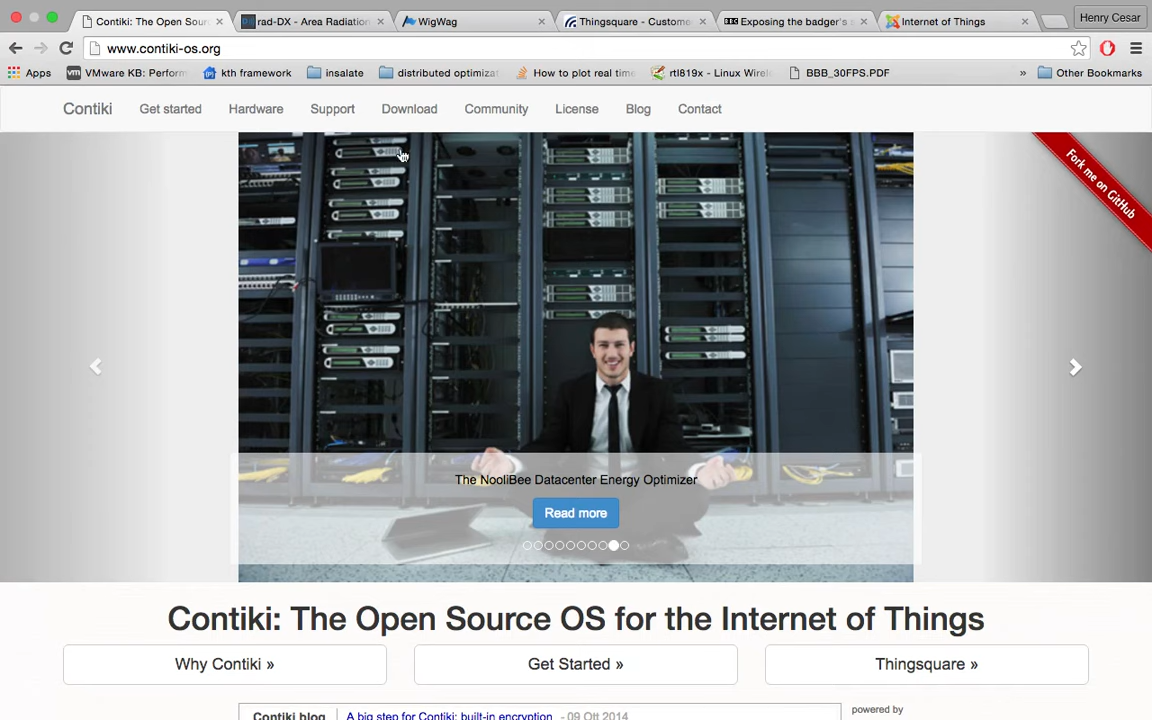 Contiki: The Open Sour
rad-DX - Area Radiation
WigWag
Thingsquare - Custome
Exposing the badger's s
Internet of Things
Henry Cesar
www.contiki-os.org
Apps
VMware KB: Perform
kth framework
insalate
distributed optimizat
How to plot real time
rtl819x - Linux Wirele
BBB_30FPS.PDF
»
Other Bookmarks
Contiki
Get started
Hardware
Support
Download
Community
License
Blog
Contact
Fork me on GitHub
The NooliBee Datacenter Energy Optimizer
Read more
Contiki: The Open Source OS for the Internet of Things
Why Contiki »
Get Started »
Thingsquare »
Contiki blog
A big step for Contiki: built-in encryption - 09 Ott 2014
powered by